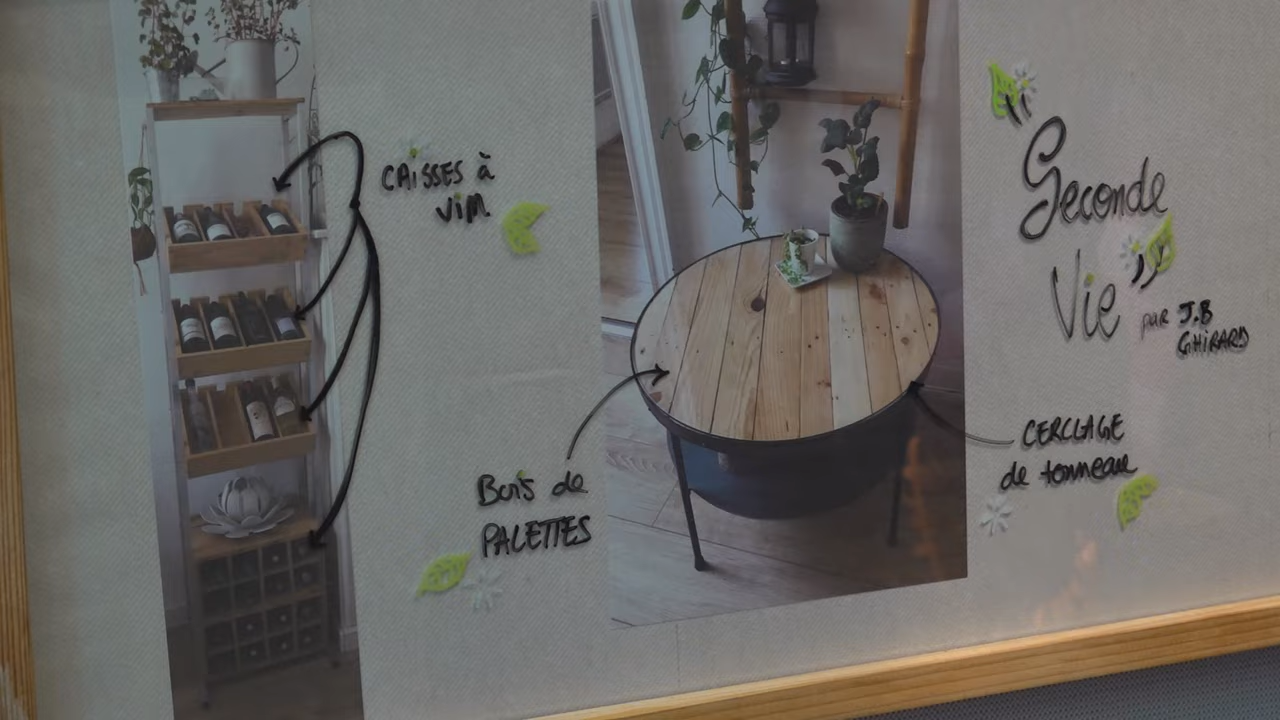 CAISSES à
VIN
Bois de
PALETTES
"Seconde
Vie"
par J.B
GHIRARD
CERCLAGE
de tonneau